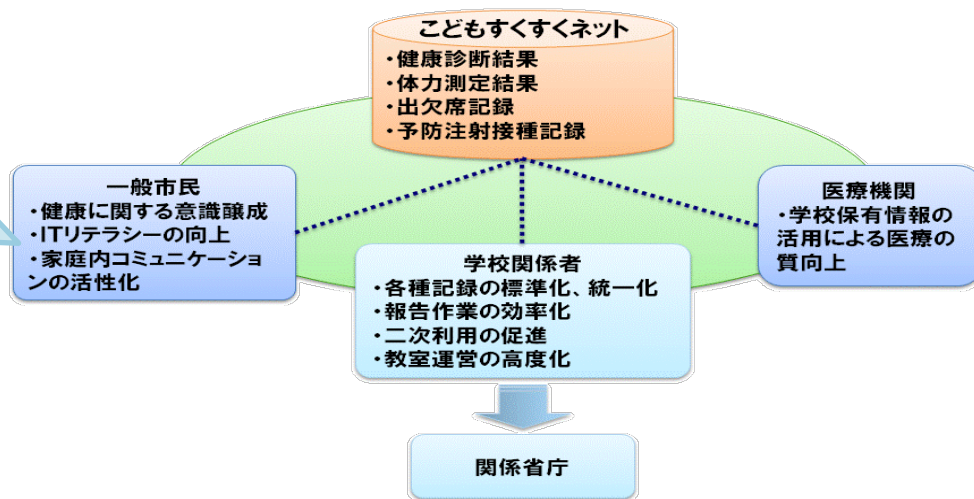 こどもすくすくネット
・健康診断結果
・体力測定結果
・出欠席記録
・予防注射接種記録
一般市民
・健康に関する意識譲成
・ITリテラシーの向上
・家庭内コミュニケーショ
ンの活性化
学校関係者
・各種記録の標準化、統一化
・報告作業の効率化
・二次利用の促進
・教室運営の高度化
医療機関
・学校保有情報の
活用による医療の
質向上
関係省庁